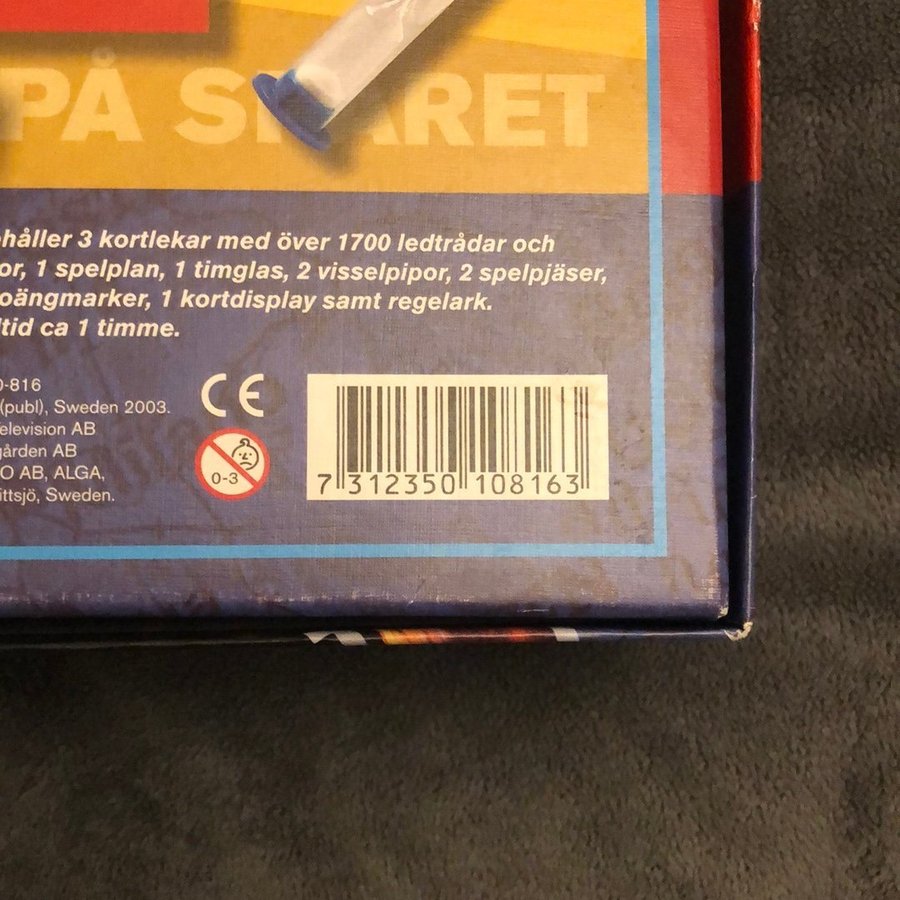 PÅ SPÅRET
håller 3 kortlekar med över 1700 ledtrådar och
or, 1 spelplan, 1 timglas, 2 visselpipor, 2 spelpjäser,
poängmarker, 1 kortdisplay samt regelark.
tid ca 1 timme.
0-816
(publ), Sweden 2003.
elevision AB
gården AB
O AB, ALGA,
ittsjö, Sweden.
CE
0-3
7 312350 108163